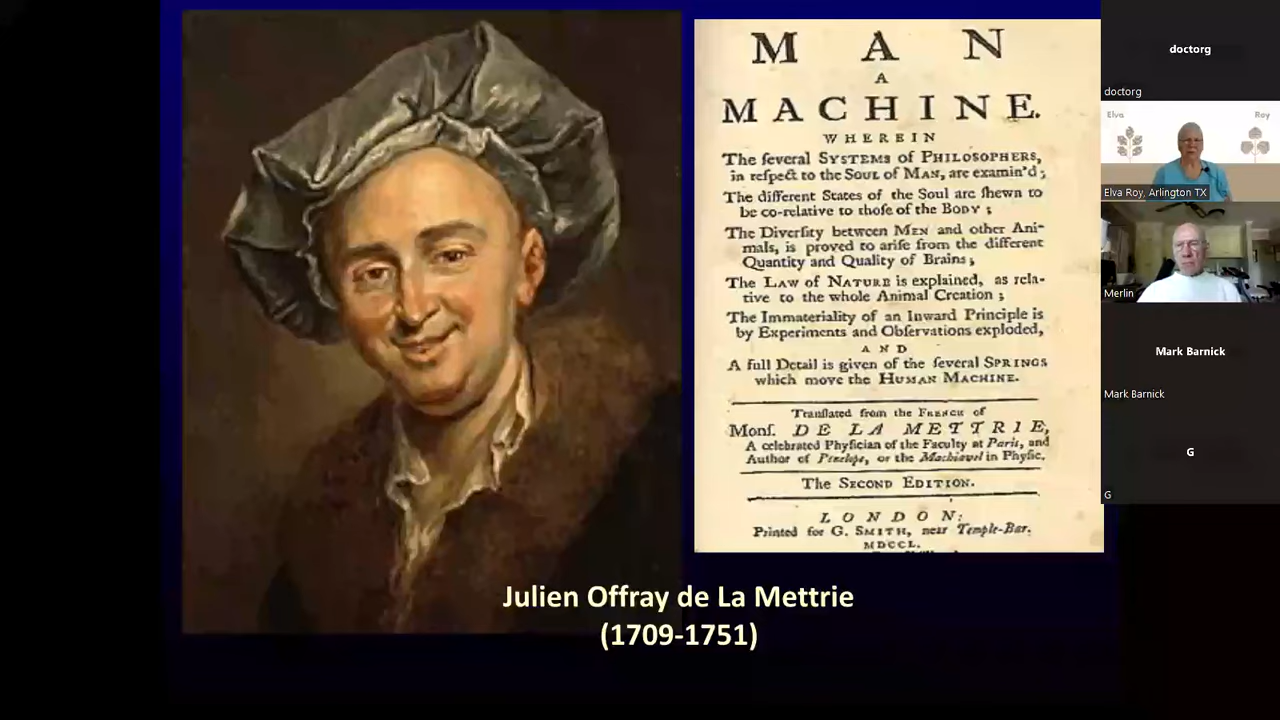 M A N
A
MACHINE.
WHEREIN
The ſeveral SYSTEMS of PHILOSOPHERS,
in reſpect to the SOUL of MAN, are examin'd;
The different States of the Soul are ſhewn to
be co-relative to thoſe of the BODY;
The Diverſity between MEN and other Ani-
mals, is proved to ariſe from the different
Quantity and Quality of Brains;
The LAW of NATURE is explained, as rela-
tive to the whole Animal Creation;
The Immateriality of an Inward Principle is
by Experiments and Obſervations exploded,
AND
A full Detail is given of the ſeveral SPRINGS
which move the HUMAN MACHINE.
Tranſlated from the FRENCH of
Monſ. DE LA METTRIE,
A celebrated Phyſician of the Faculty at Paris, and
Author of Penelope, or the Machiavel in Phyſic.
The SECOND EDITION.
LONDON:
Printed for G. SMITH, near Temple-Bar.
MDCCL.
Julien Offray de La Mettrie
(1709-1751)
doctorg
doctorg
Elva
Roy
Elva Roy, Arlington TX
Merlin
Mark Barnick
Mark Barnick
G
G